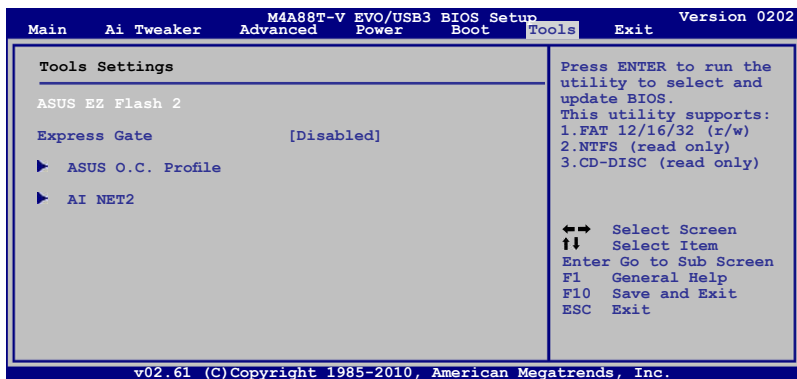 M4A88T-V EVO/USB3 BIOS Setup Version 0202
Main Ai Tweaker Advanced Power Boot Tools Exit
Tools Settings
ASUS EZ Flash 2
Express Gate [Disabled]
ASUS O.C. Profile
AI NET2
Press ENTER to run the
utility to select and
update BIOS.
This utility supports:
1.FAT 12/16/32 (r/w)
2.NTFS (read only)
3.CD-DISC (read only)
←→ Select Screen
↑↓ Select Item
Enter Go to Sub Screen
F1 General Help
F10 Save and Exit
ESC Exit
v02.61 (C)Copyright 1985-2010, American Megatrends, Inc.